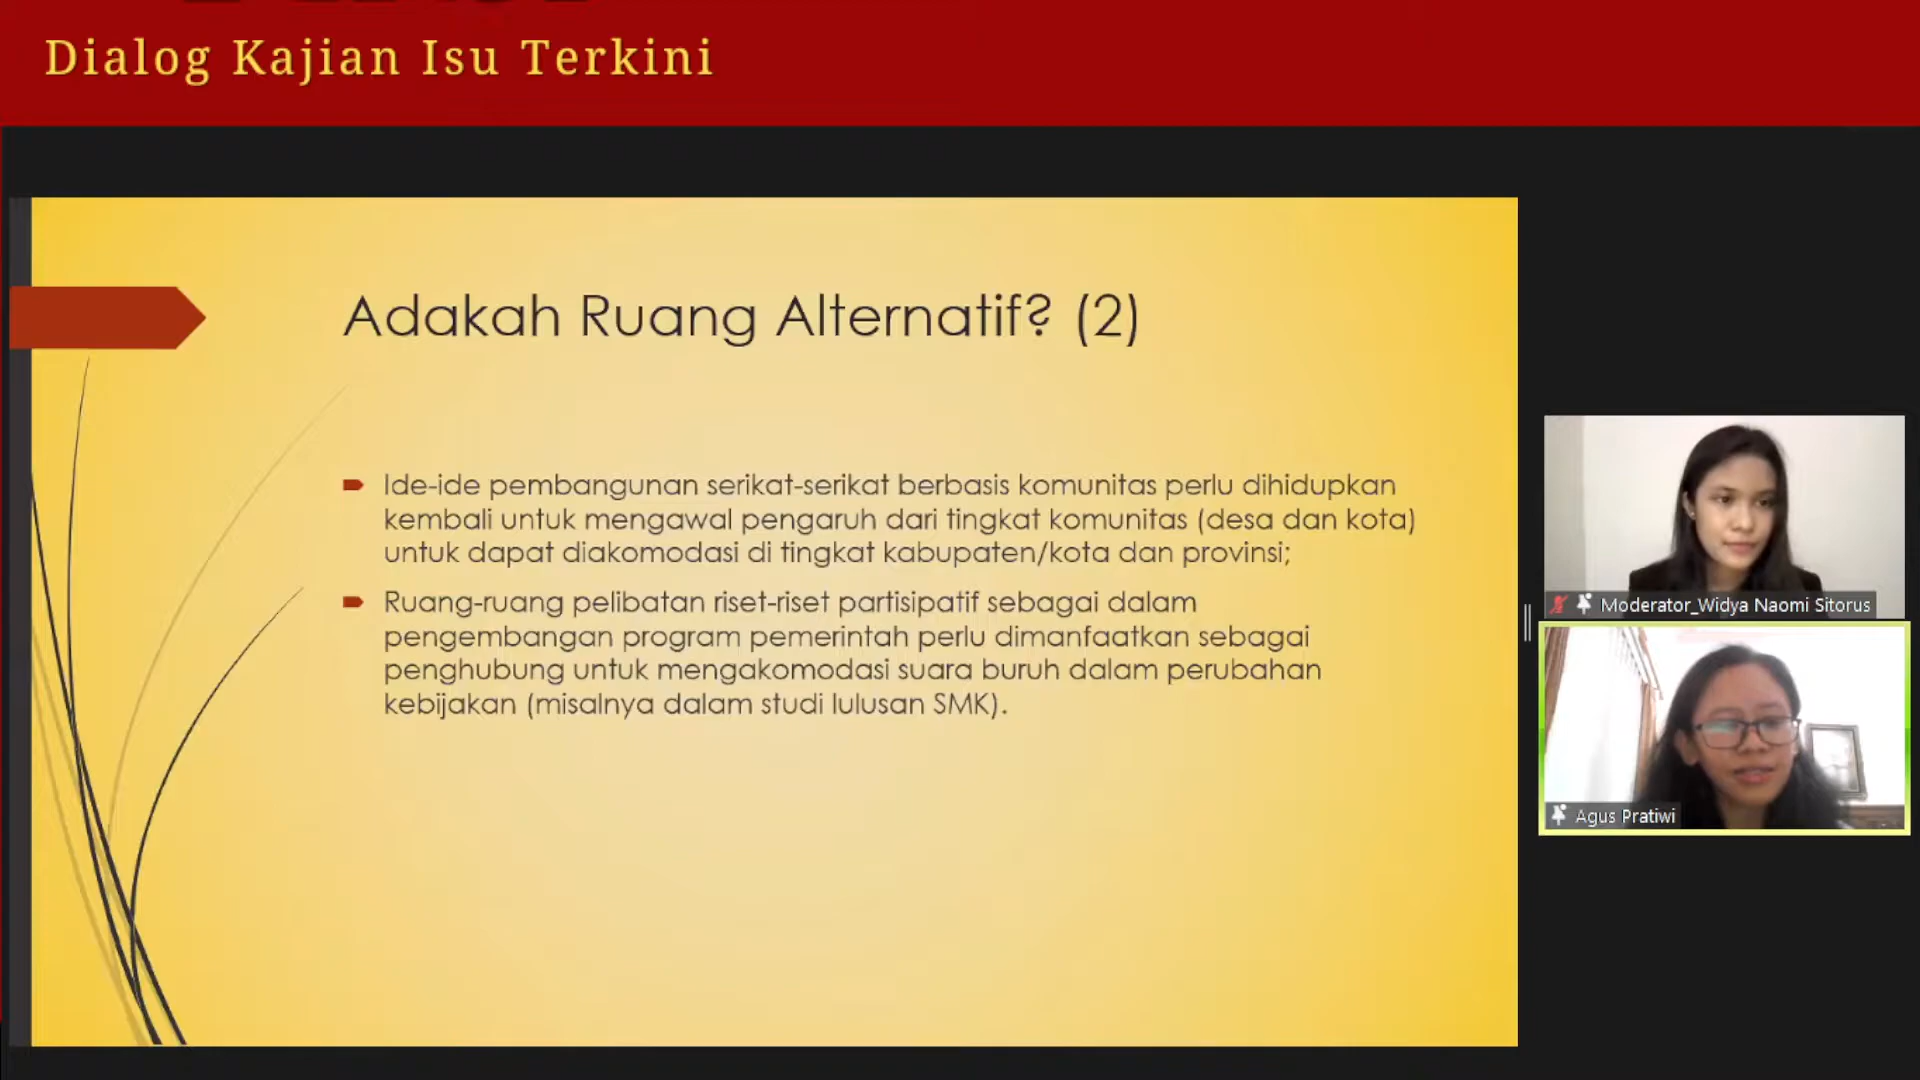 Dialog Kajian Isu Terkini
Adakah Ruang Alternatif? (2)
Ide-ide pembangunan serikat-serikat berbasis komunitas perlu dihidupkan
kembali untuk mengawal pengaruh dari tingkat komunitas (desa dan kota)
untuk dapat diakomodasi di tingkat kabupaten/kota dan provinsi;
Ruang-ruang pelibatan riset-riset partisipatif sebagai dalam
pengembangan program pemerintah perlu dimanfaatkan sebagai
penghubung untuk mengakomodasi suara buruh dalam perubahan
kebijakan (misalnya dalam studi lulusan SMK).
Moderator_Widya Naomi Sitorus
Agus Pratiwi